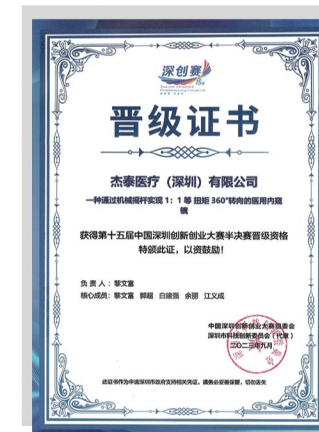 深创赛
晋级证书
杰泰医疗（深圳）有限公司
一种通过机械摇杆实现 1：1 等 扭矩 360°转向的医用内窥
镜
获得第十五届中国深圳创新创业大赛半决赛晋级资格
特颁此证，以资鼓励！
负 责 人： 黎文富
核心成员： 黎文富 郭超 白建强 余丽 江义成
中国深圳创新创业大赛组委会
深圳市科技创新委员会（代章）
二〇二三年九月
此证书作为申请深圳市政府支持相关凭证，请务必妥善保管，切勿丢失